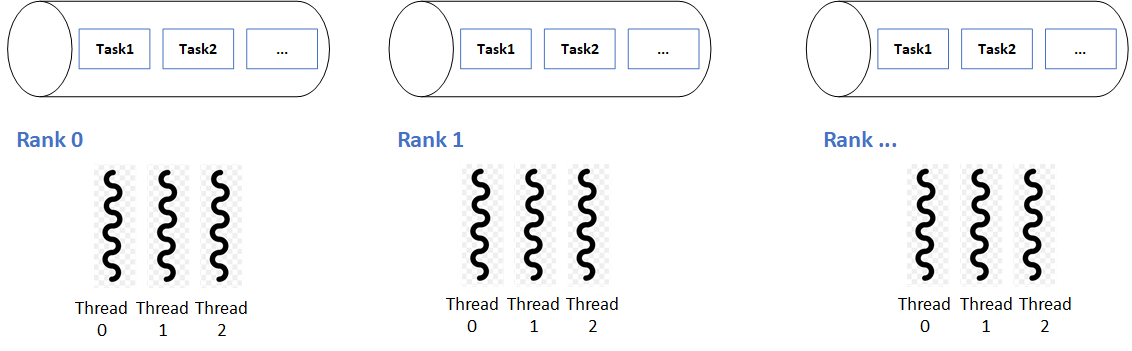 Task1 Task2 ... Task1 Task2 ... Task1 Task2 ...
Rank 0 Rank 1 Rank ...
Thread Thread Thread Thread Thread Thread Thread Thread Thread
0 1 2 0 1 2 0 1 2